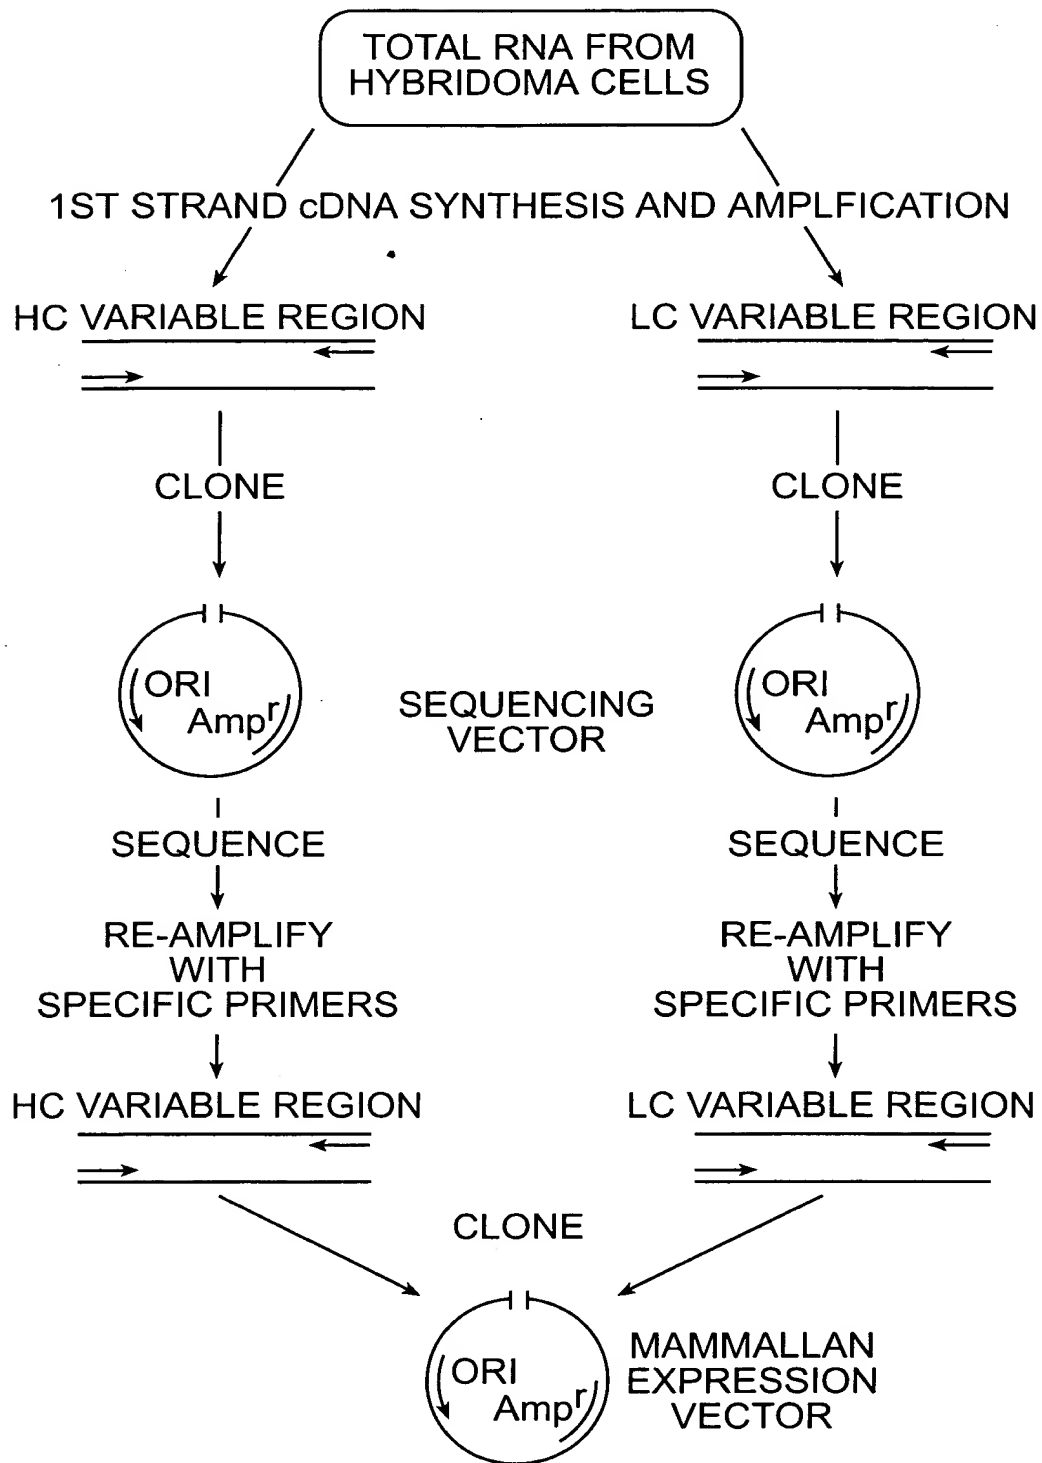 TOTAL RNA FROM
HYBRIDOMA CELLS
1ST STRAND cDNA SYNTHESIS AND AMPLFICATION
HC VARIABLE REGION
LC VARIABLE REGION
CLONE
CLONE
ORI
Ampr
SEQUENCING
VECTOR
ORI
Ampr
SEQUENCE
SEQUENCE
RE-AMPLIFY
WITH
SPECIFIC PRIMERS
RE-AMPLIFY
WITH
SPECIFIC PRIMERS
HC VARIABLE REGION
LC VARIABLE REGION
CLONE
ORI
Ampr
MAMMALLAN
EXPRESSION
VECTOR